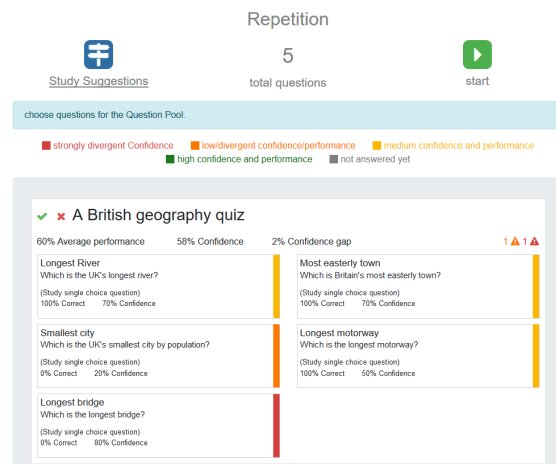 Repetition
Study Suggestions
5
total questions
start
choose questions for the Question Pool.
strongly divergent Confidence low/divergent confidence/performance medium confidence and performance
high confidence and performance not answered yet
A British geography quiz
60% Average performance 58% Confidence 2% Confidence gap 1 1
Longest River
Which is the UK's longest river?
(Study single choice question)
100% Correct 70% Confidence
Most easterly town
Which is Britain's most easterly town?
(Study single choice question)
100% Correct 70% Confidence
Smallest city
Which is the UK's smallest city by population?
(Study single choice question)
0% Correct 20% Confidence
Longest motorway
Which is the longest motorway?
(Study single choice question)
100% Correct 50% Confidence
Longest bridge
Which is the longest bridge?
(Study single choice question)
0% Correct 80% Confidence